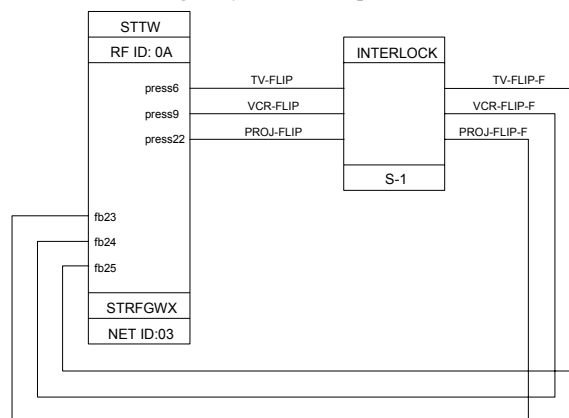 STTW
RF ID: 0A
INTERLOCK
press6
TV-FLIP
TV-FLIP-F
press9
VCR-FLIP
VCR-FLIP-F
press22
PROJ-FLIP
PROJ-FLIP-F
S-1
fb23
fb24
fb25
STRFGWX
NET ID:03